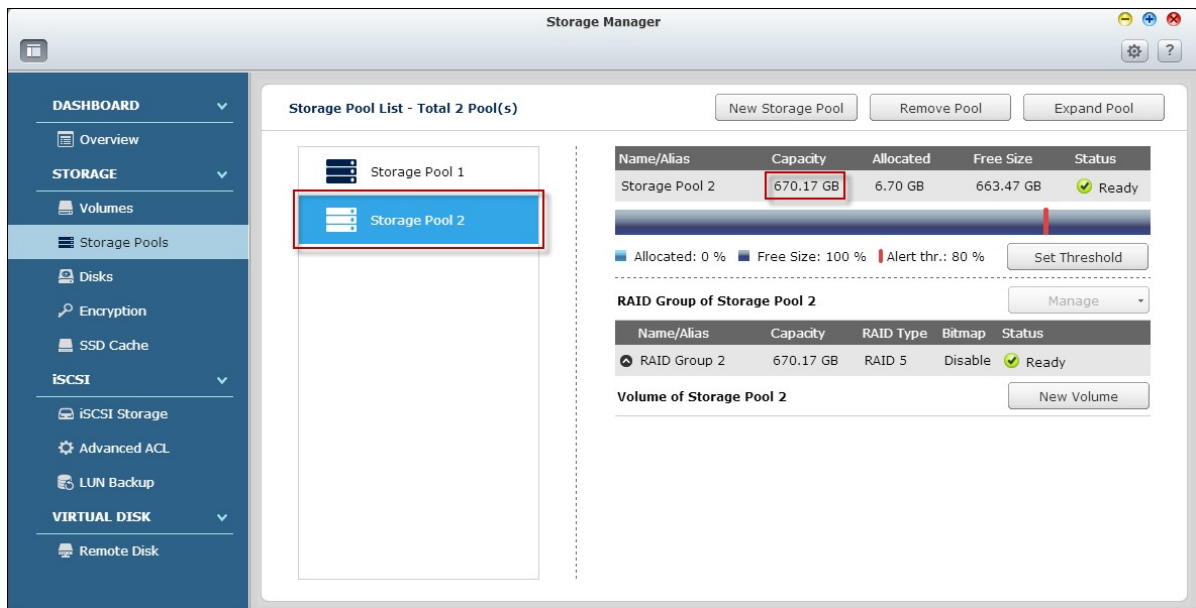 Storage Manager
?
DASHBOARD
Overview
STORAGE
Volumes
Storage Pools
Disks
Encryption
SSD Cache
iSCSI
iSCSI Storage
Advanced ACL
LUN Backup
VIRTUAL DISK
Remote Disk
Storage Pool List - Total 2 Pool(s)
New Storage Pool
Remove Pool
Expand Pool
Storage Pool 1
Storage Pool 2
Name/Alias Capacity Allocated Free Size Status
Storage Pool 2 670.17 GB 6.70 GB 663.47 GB Ready
Allocated: 0 % Free Size: 100 % Alert thr.: 80 % Set Threshold
RAID Group of Storage Pool 2 Manage
Name/Alias Capacity RAID Type Bitmap Status
RAID Group 2 670.17 GB RAID 5 Disable Ready
Volume of Storage Pool 2 New Volume